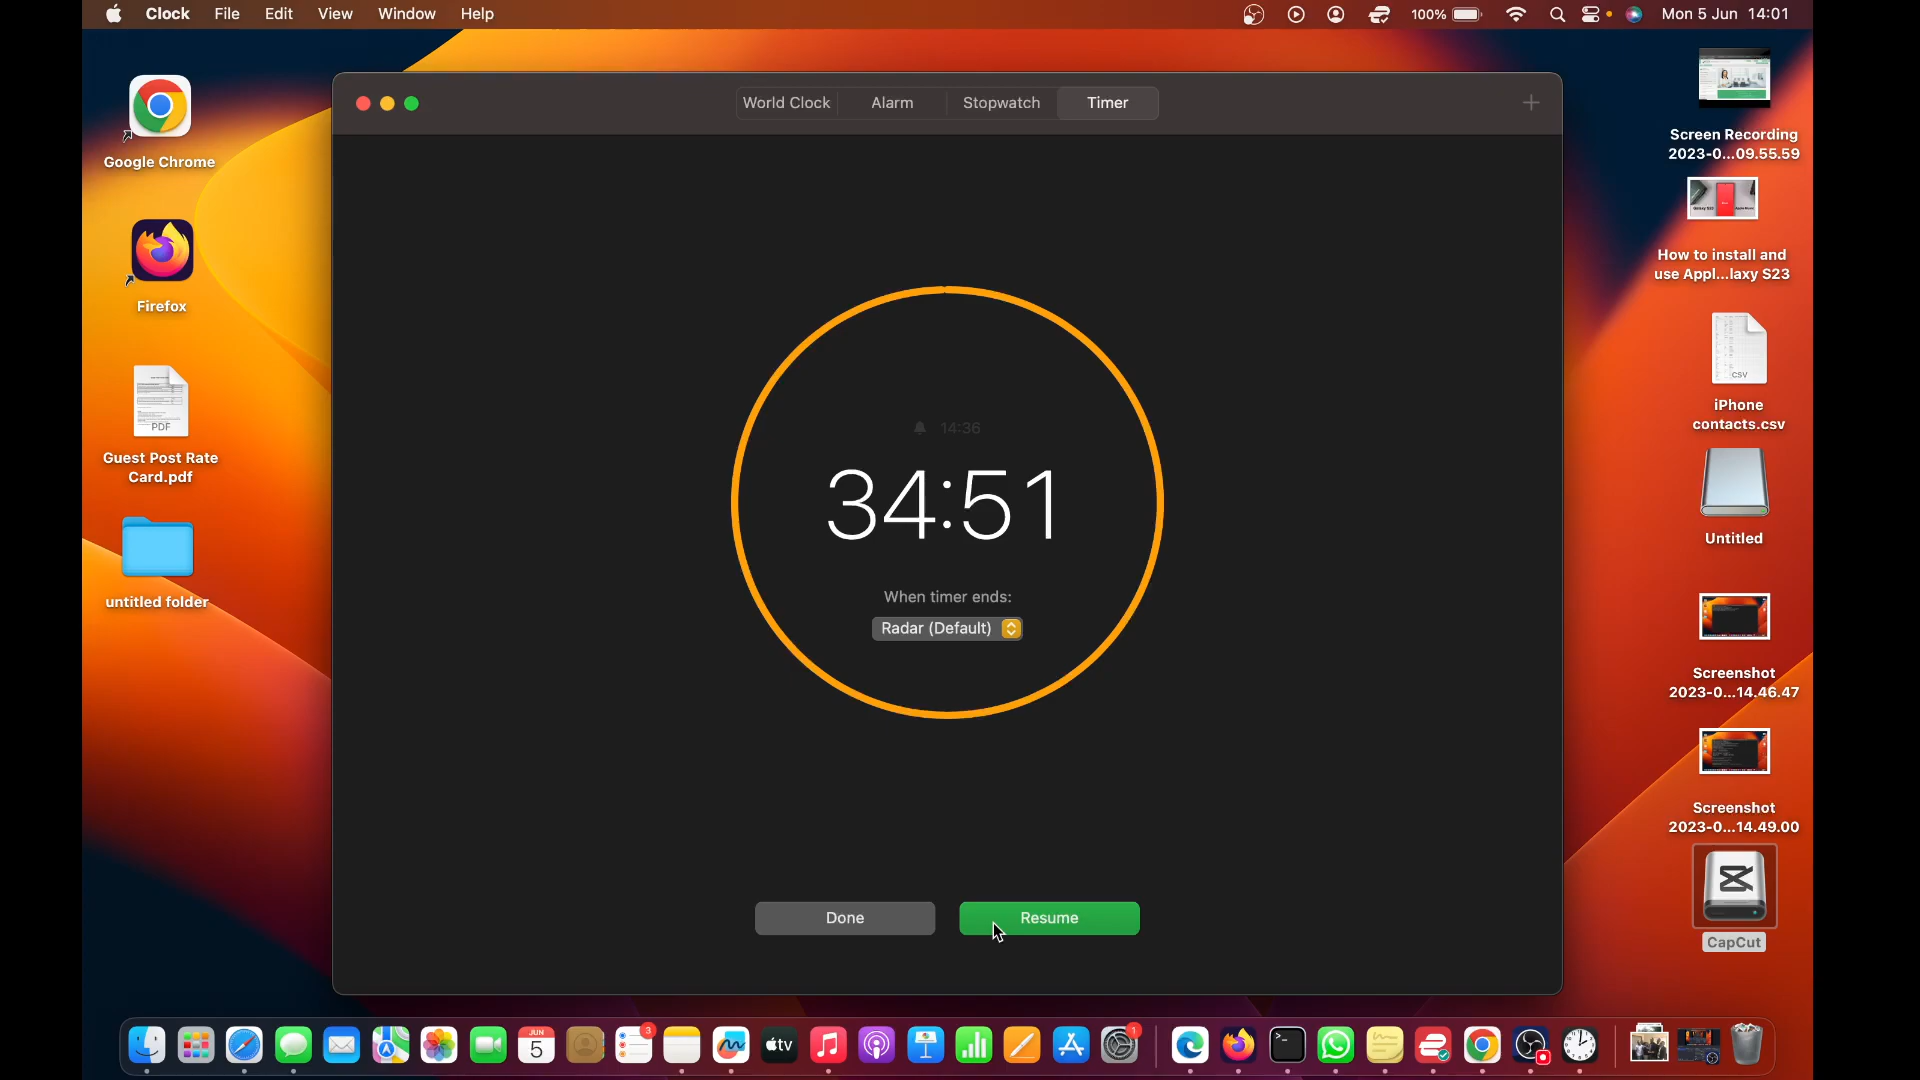 Clock File Edit View Window Help 100% Mon 5 Jun 14:01
World Clock Alarm Stopwatch Timer
14:36
34:51
When timer ends:
Radar (Default)
Done Resume
Google Chrome
Firefox
PDF
Guest Post Rate
Card.pdf
untitled folder
Screen Recording
2023-0...09.55.59
How to install and
use Appl...laxy S23
CSV
iPhone
contacts.csv
Untitled
Screenshot
2023-0...14.46.47
Screenshot
2023-0...14.49.00
CapCut
JUN
5
3
tv
1